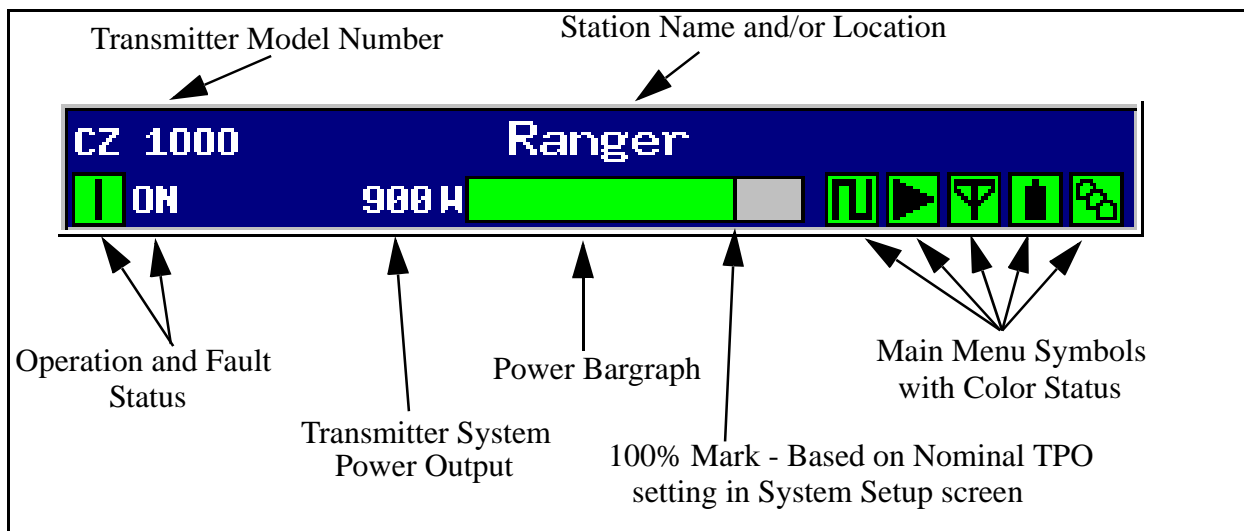 Transmitter Model Number
Station Name and/or Location
CZ 1000
Ranger
ON
900 W
Operation and Fault
Status
Transmitter System
Power Output
Power Bargraph
100% Mark - Based on Nominal TPO
setting in System Setup screen
Main Menu Symbols
with Color Status